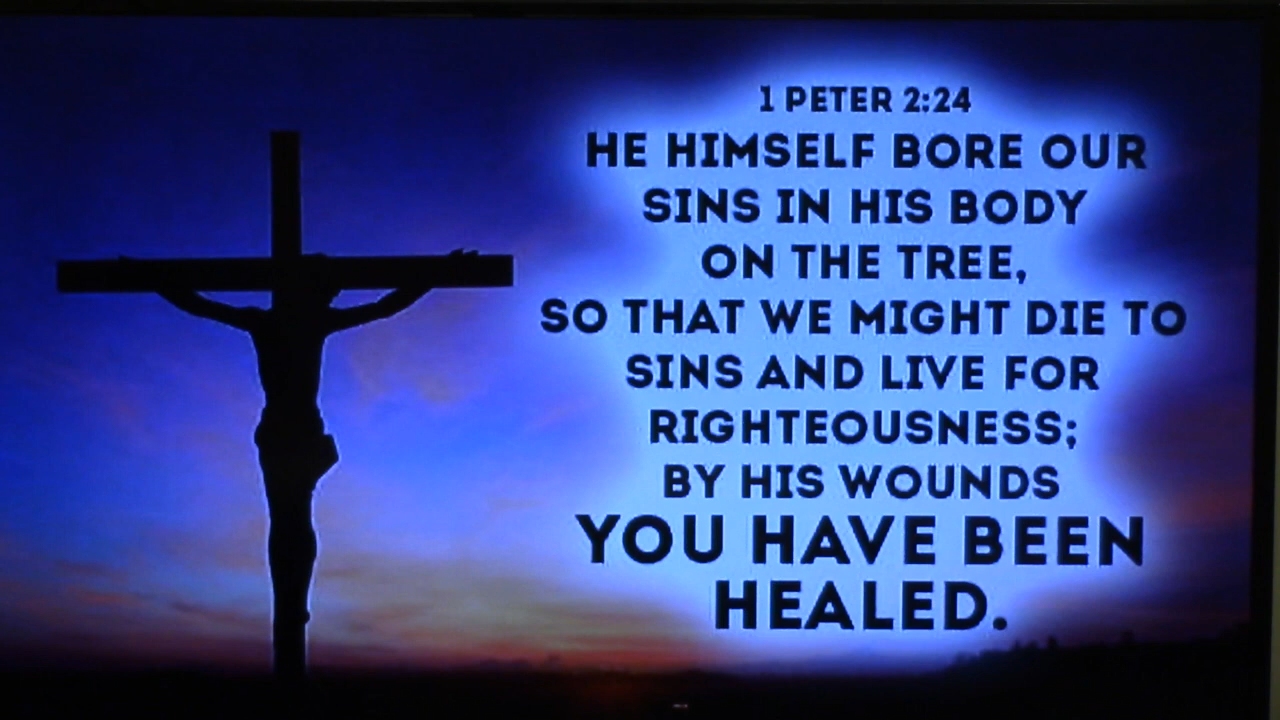 1 PETER 2:24
HE HIMSELF BORE OUR
SINS IN HIS BODY
ON THE TREE,
SO THAT WE MIGHT DIE TO
SINS AND LIVE FOR
RIGHTEOUSNESS;
BY HIS WOUNDS
YOU HAVE BEEN
HEALED.